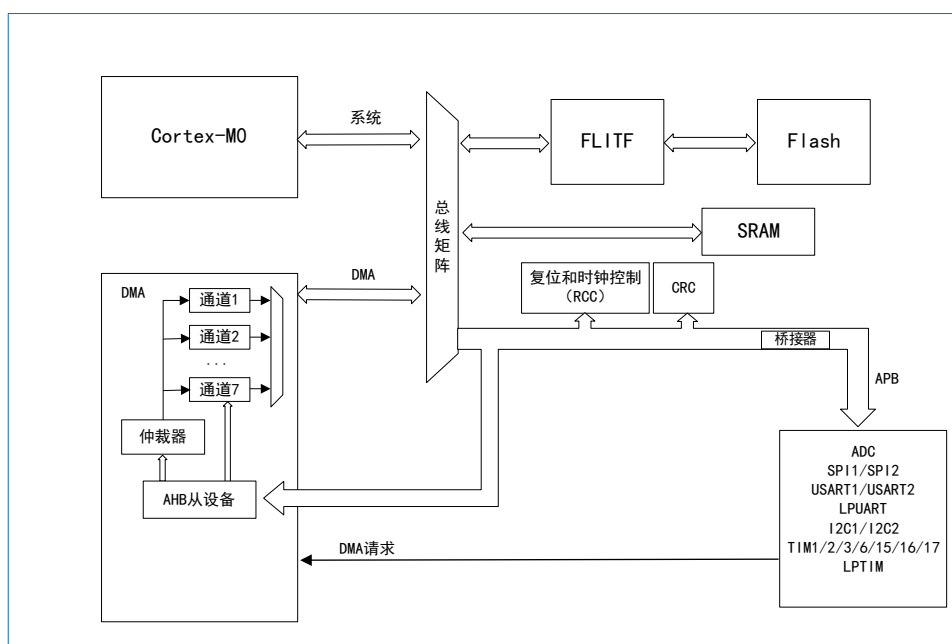 Cortex-M0
系统
总线矩阵
FLITF
Flash
SRAM
DMA
DMA
通道1
通道2
...
通道7
仲裁器
AHB从设备
复位和时钟控制
(RCC)
CRC
桥接器
APB
ADC
SPI1/SPI2
USART1/USART2
LPUART
I2C1/I2C2
TIM1/2/3/6/15/16/17
LPTIM
DMA请求